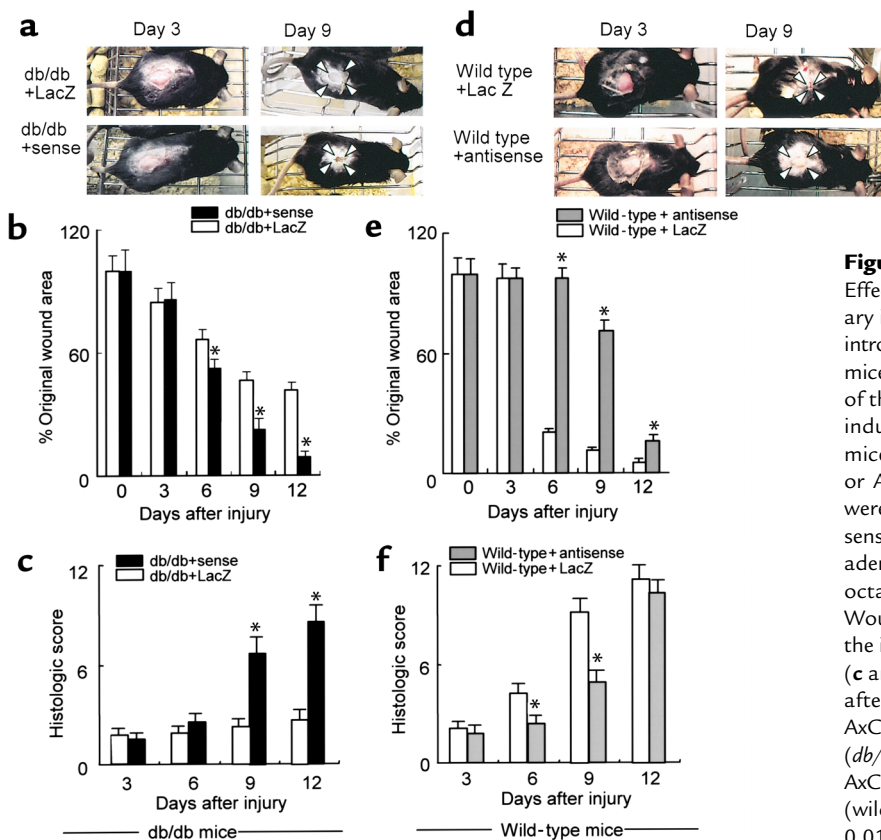 a
Day 3
Day 9
db/db
+LacZ
db/db
+sense
d
Day 3
Day 9
Wild type
+Lac Z
Wild type
+antisense
b
db/db+sense
db/db+LacZ
120
60
0
% Original wound area
0 3 6 9 12
Days after injury
* * *
e
Wild-type + antisense
Wild-type + LacZ
120
60
0
% Original wound area
0 3 6 9 12
Days after injury
* * *
c
db/db+sense
db/db+LacZ
12
6
0
Histologic score
3 6 9 12
Days after injury
* *
db/db mice
f
Wild-type+antisense
Wild-type+LacZ
12
6
0
Histologic score
3 6 9 12
Days after injury
* *
Wild-type mice
Figu
Effe
ary
intro
mice
of th
indu
mice
or A
were
sens
ader
octa
Wou
the i
(c a
after
AxC
(db/
AxC
(wil
0.01